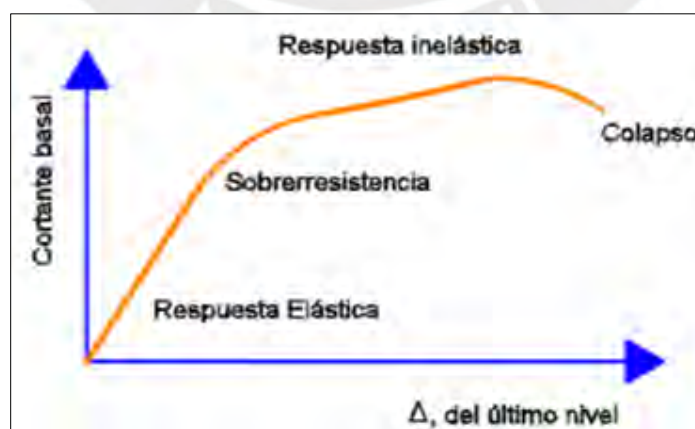 Respuesta inelástica
Cortante basal
Colapso
Sobrerresistencia
Respuesta Elástica
Δ, del último nivel